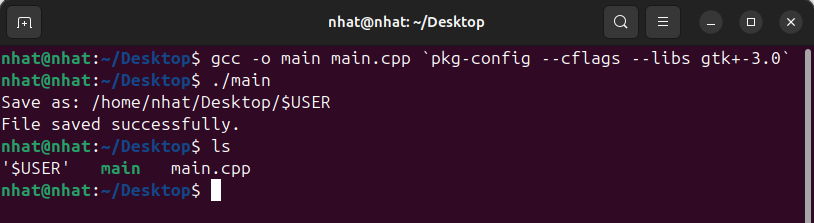 nhat@nhat: ~/Desktop
nhat@nhat:~/Desktop$ gcc -o main main.cpp `pkg-config --cflags --libs gtk+-3.0`
nhat@nhat:~/Desktop$ ./main
Save as: /home/nhat/Desktop/$USER
File saved successfully.
nhat@nhat:~/Desktop$ ls
'$USER'   main   main.cpp
nhat@nhat:~/Desktop$